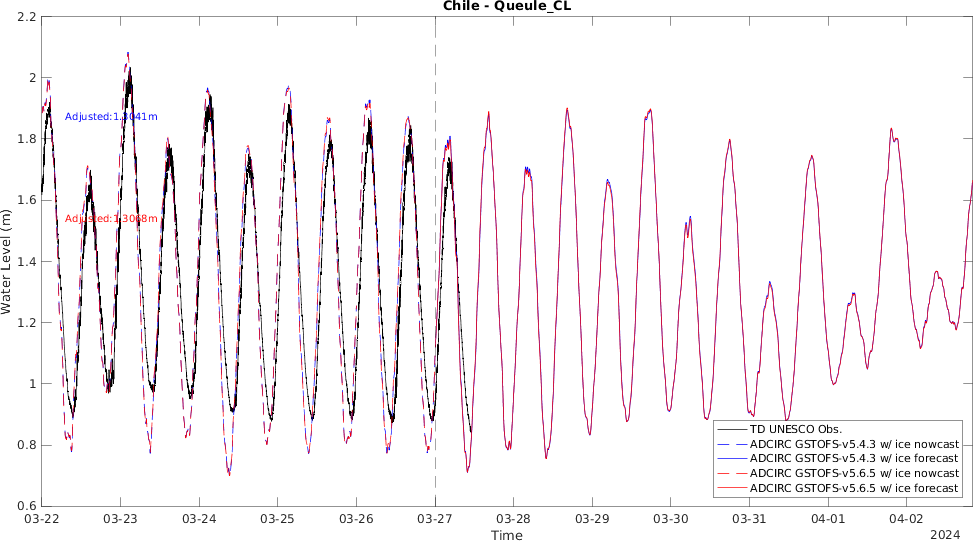 Chile - Queule_CL
2.2
2
1.8
1.6
1.4
1.2
1
0.8
0.6
Water Level (m)
Adjusted:1.3041m
Adjusted:1.3068m
TD UNESCO Obs.
ADCIRC GSTOFS-v5.4.3 w/ ice nowcast
ADCIRC GSTOFS-v5.4.3 w/ ice forecast
ADCIRC GSTOFS-v5.6.5 w/ ice nowcast
ADCIRC GSTOFS-v5.6.5 w/ ice forecast
03-22 03-23 03-24 03-25 03-26 03-27 03-28 03-29 03-30 03-31 04-01 04-02
Time
2024